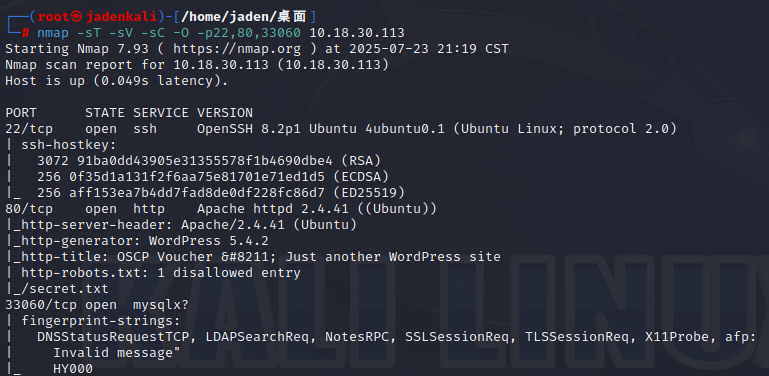 ┌──(root㉿jadenkali)-[/home/jaden/桌面]
└─# nmap -sT -sV -sC -O -p22,80,33060 10.18.30.113
Starting Nmap 7.93 ( https://nmap.org ) at 2025-07-23 21:19 CST
Nmap scan report for 10.18.30.113 (10.18.30.113)
Host is up (0.049s latency).

PORT      STATE SERVICE VERSION
22/tcp    open  ssh     OpenSSH 8.2p1 Ubuntu 4ubuntu0.1 (Ubuntu Linux; protocol 2.0)
| ssh-hostkey:
|   3072 91ba0dd43905e31355578f1b4690dbe4 (RSA)
|   256 0f35d1a131f2f6aa75e81701e71ed1d5 (ECDSA)
|_  256 aff153ea7b4dd7fad8de0df228fc86d7 (ED25519)
80/tcp    open  http    Apache httpd 2.4.41 ((Ubuntu))
|_http-server-header: Apache/2.4.41 (Ubuntu)
|_http-generator: WordPress 5.4.2
|_http-title: OSCP Voucher &#8211; Just another WordPress site
| http-robots.txt: 1 disallowed entry
|_/secret.txt
33060/tcp open  mysqlx?
| fingerprint-strings:
|   DNSStatusRequestTCP, LDAPSearchReq, NotesRPC, SSLSessionReq, TLSSessionReq, X11Probe, afp:
|     Invalid message"
|_    HY000
KALI LINU